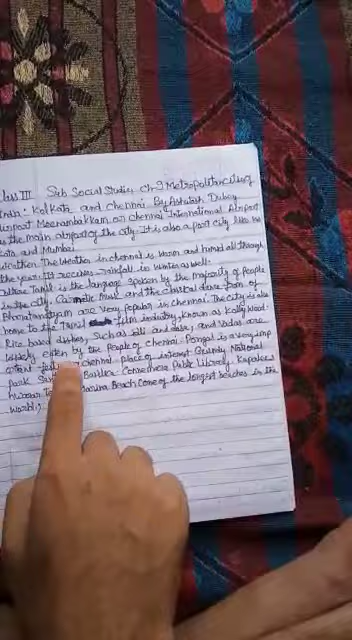 class III Sub Social Studies Ch-9 Metropolitan cities
Kolkata and Chennai By Ashutosh Dubey
Airport Meenambakkam or Chennai International Airport
is the main airport of the city. It is also a port city like
and Mumbai
Weather. The Weather in chennai is warm and humid all through
the year. It receives rainfall in winter as well.
Tamil is the language spoken by the majority of people
in the city. Carnatic Music and the classical dance form of
Bharatanatyam are very Popular in chennai. The city is also
home to the Tamil film industry, known as Kollywood.
Rice based dishes, Such as idli and dosa, and Vadas are
largely eaten by the People of chennai. Pongal is a very imp
chennai place of interest Guindy National
Park San Basilica Connemara Public Library Kapalees
Marina Beach (one of the longest beaches in the
world).